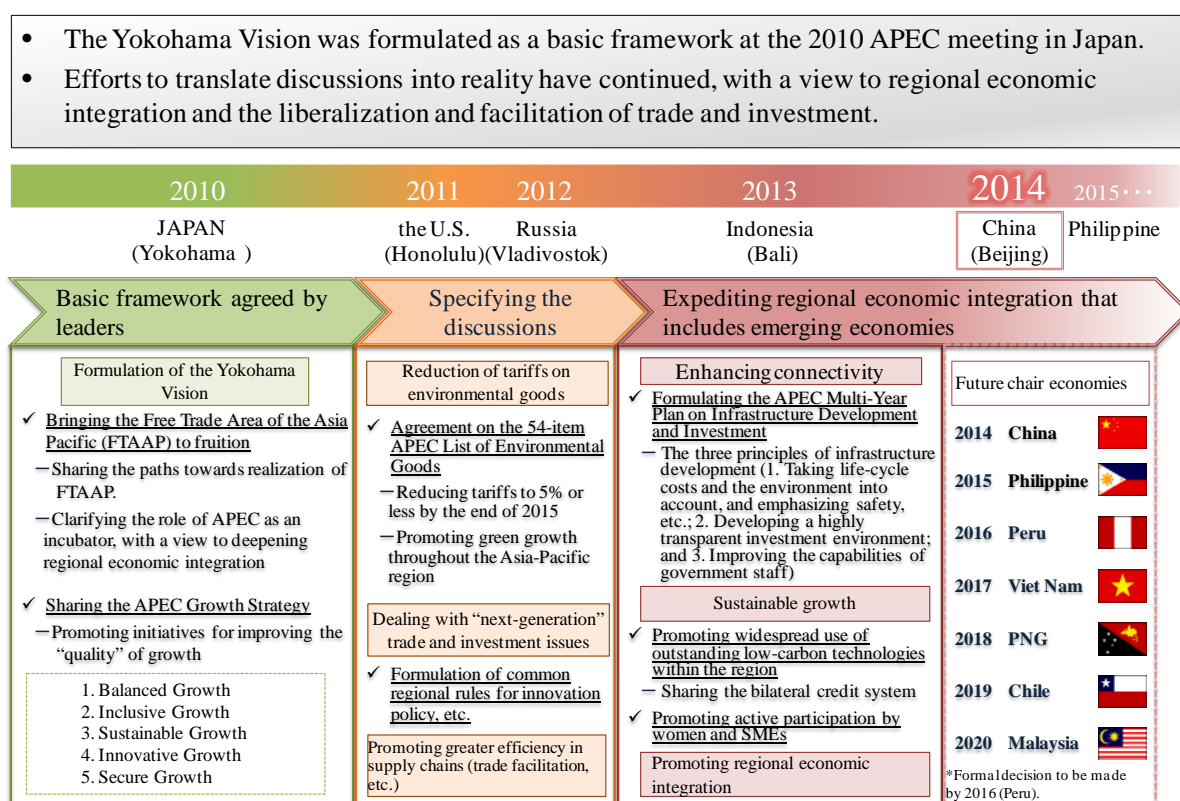 • The Yokohama Vision was formulated as a basic framework at the 2010 APEC meeting in Japan.
• Efforts to translate discussions into reality have continued, with a view to regional economic
integration and the liberalization and facilitation of trade and investment.
2010
JAPAN
(Yokohama )
2011
the U.S.
(Honolulu)
2012
Russia
(Vladivostok)
2013
Indonesia
(Bali)
2014
China
(Beijing)
2015···
Philippine
Basic framework agreed by
leaders
Formulation of the Yokohama
Vision
✓ Bringing the Free Trade Area of the Asia
Pacific (FTAAP) to fruition
—Sharing the paths towards realization of
FTAAP.
—Clarifying the role of APEC as an
incubator, with a view to deepening
regional economic integration
✓ Sharing the APEC Growth Strategy
—Promoting initiatives for improving the
“quality” of growth
1. Balanced Growth
2. Inclusive Growth
3. Sustainable Growth
4. Innovative Growth
5. Secure Growth
Specifying the
discussions
Reduction of tariffs on
environmental goods
✓ Agreement on the 54-item
APEC List of Environmental
Goods
—Reducing tariffs to 5% or
less by the end of 2015
—Promoting green growth
throughout the Asia-Pacific
region
Dealing with “next-generation”
trade and investment issues
✓ Formulation of common
regional rules for innovation
policy, etc.
Promoting greater efficiency in
supply chains (trade facilitation,
etc.)
Expediting regional economic integration that
includes emerging economies
Enhancing connectivity
✓ Formulating the APEC Multi-Year
Plan on Infrastructure Development
and Investment
— The three principles of infrastructure
development (1. Taking life-cycle
costs and the environment into
account, and emphasizing safety,
etc.; 2. Developing a highly
transparent investment environment;
and 3. Improving the capabilities of
government staff)
Sustainable growth
✓ Promoting widespread use of
outstanding low-carbon technologies
within the region
— Sharing the bilateral credit system
✓ Promoting active participation by
women and SMEs
Promoting regional economic
integration
Future chair economies
2014 China
2015 Philippine
2016 Peru
2017 Viet Nam
2018 PNG
2019 Chile
2020 Malaysia
*Formal decision to be made
by 2016 (Peru).